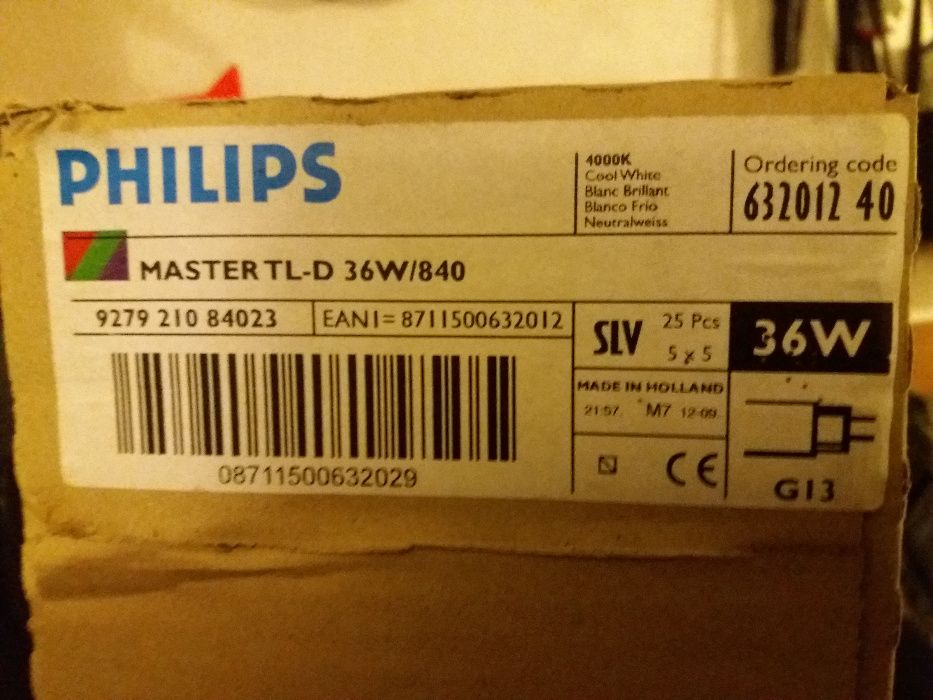 PHILIPS
4000K
Cool White
Blanc Brillant
Blanco Frio
Neutralweiss
Ordering code
632012 40
MASTER TL-D 36W/840
9279 210 84023
EAN1=8711500632012
SLV
25 Pcs
5 x 5
36W
MADE IN HOLLAND
21:57 M7 12-09
08711500632029
CE
G13